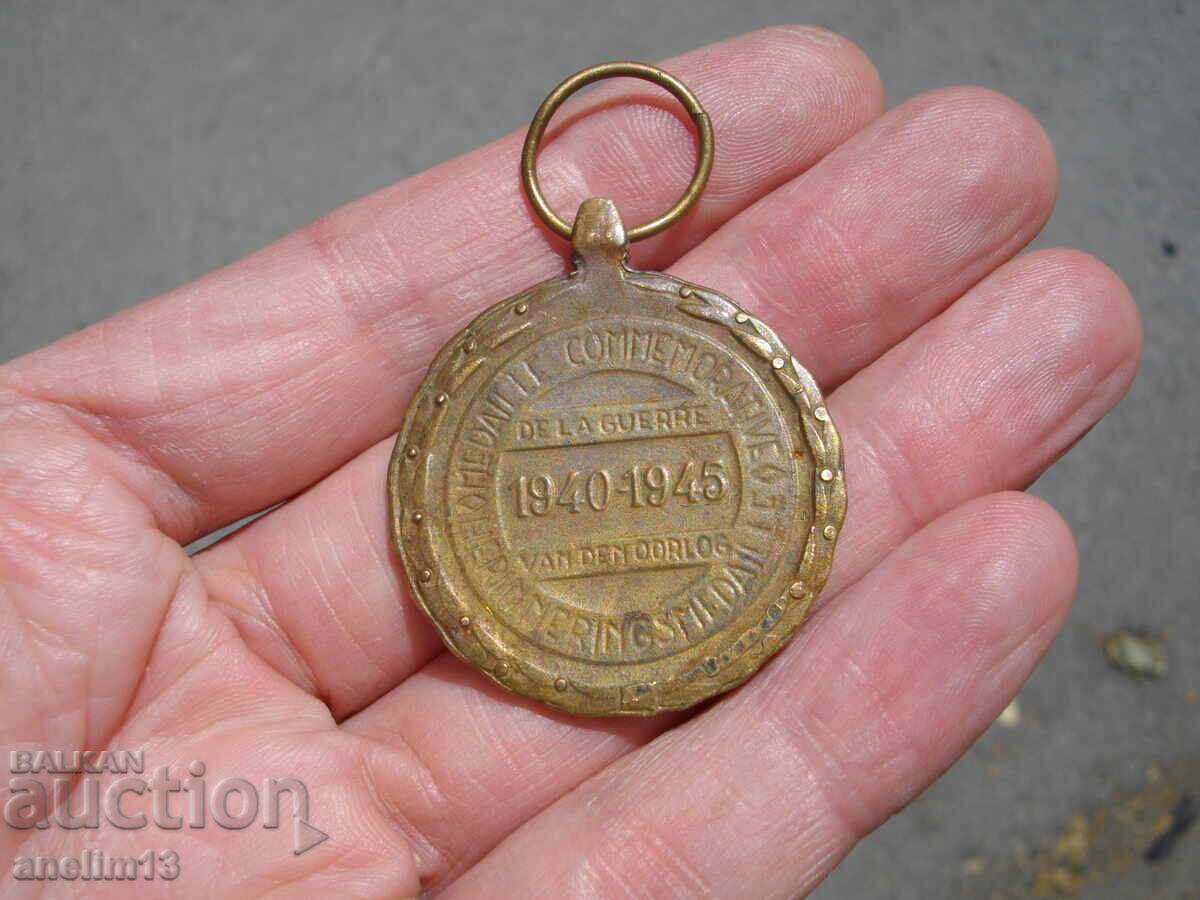 MEDAILLE COMMEMORATIVE
DE LA GUERRE
1940-1945
VAN DEN OORLOG
HERINNERINGSMEDAILLE
BALKAN
auction
anelim13